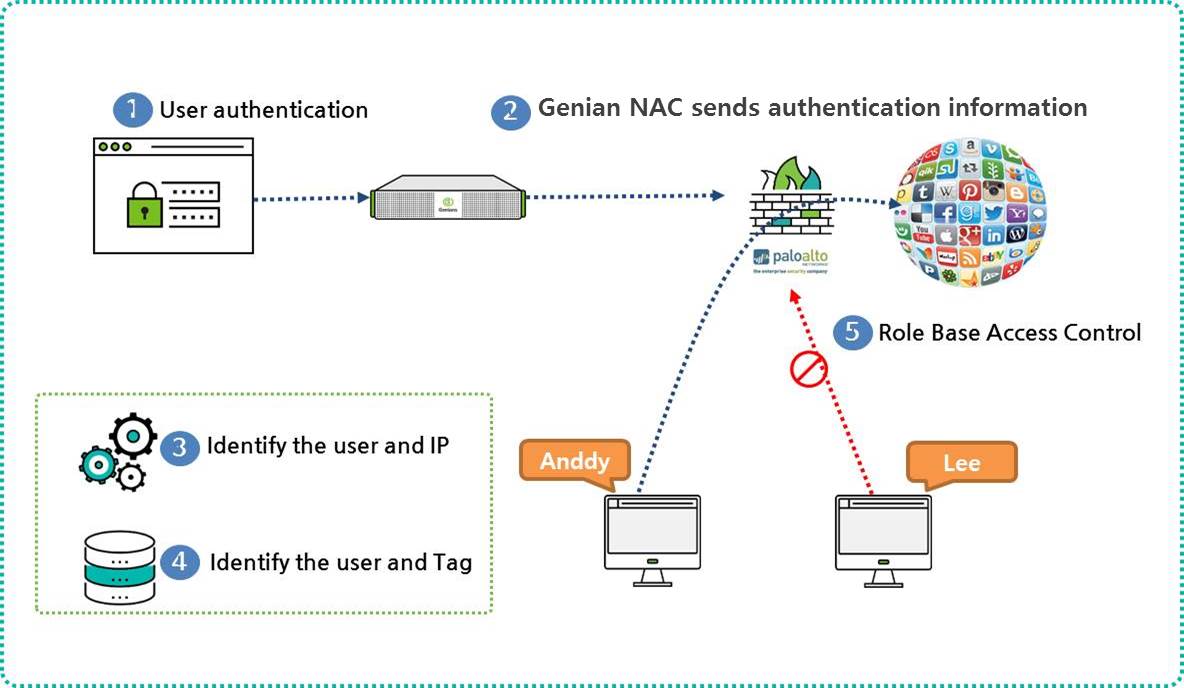 1 User authentication
2 Genian NAC sends authentication information
Genians
paloalto
NETWORKS
the enterprise security company
5 Role Base Access Control
3 Identify the user and IP
Anddy
Lee
4 Identify the user and Tag